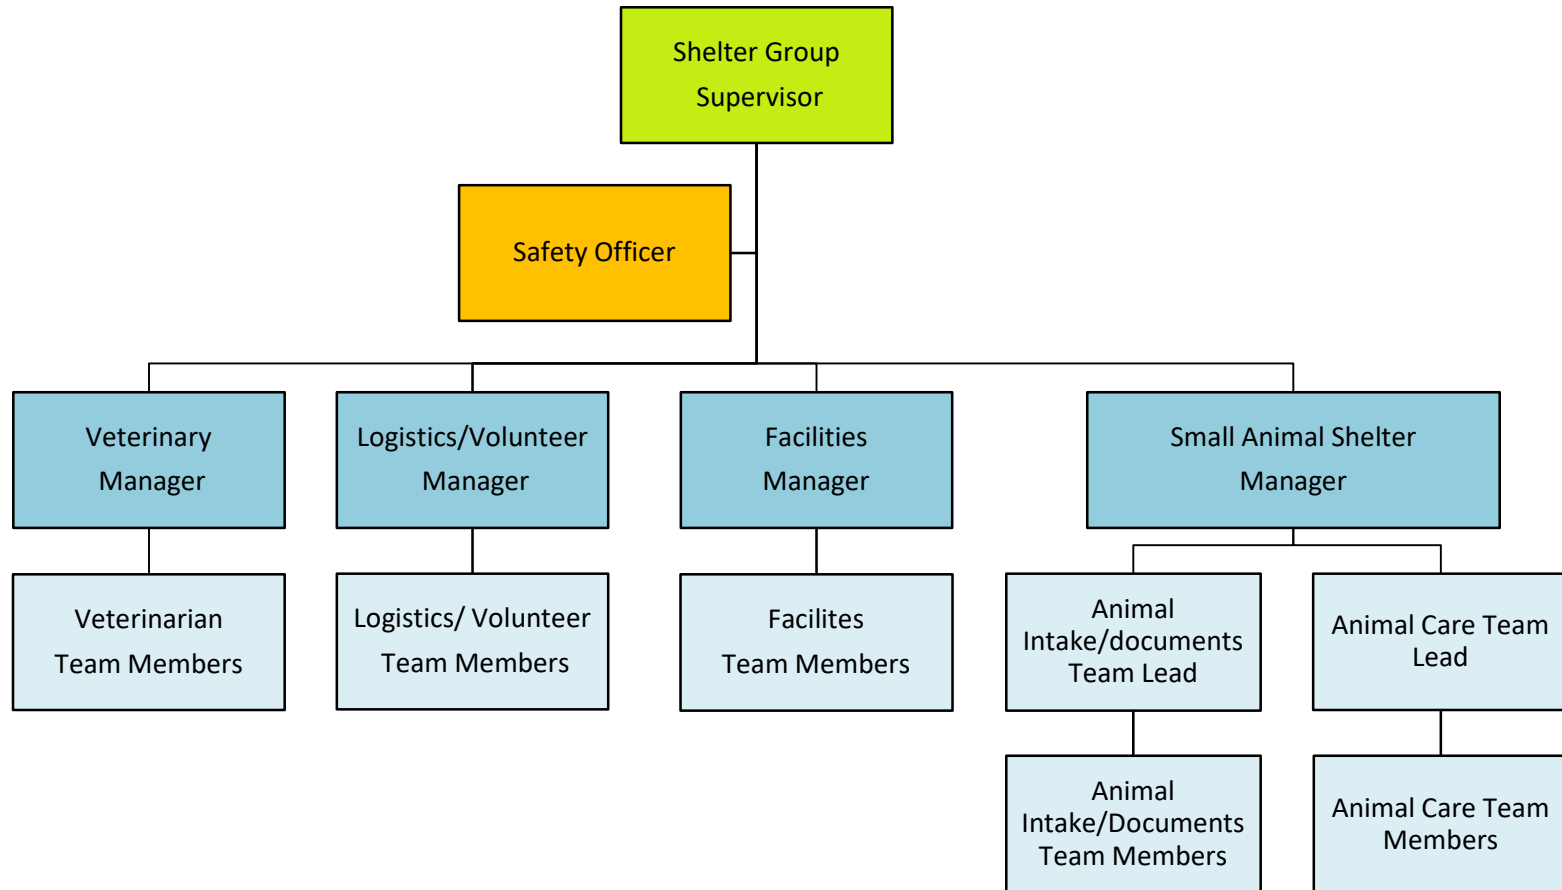 Shelter Group
Supervisor
Safety Officer
Veterinary
Manager
Logistics/Volunteer
Manager
Facilities
Manager
Small Animal Shelter
Manager
Veterinarian
Team Members
Logistics/ Volunteer
Team Members
Facilites
Team Members
Animal
Intake/documents
Team Lead
Animal Care Team
Lead
Animal
Intake/Documents
Team Members
Animal Care Team
Members